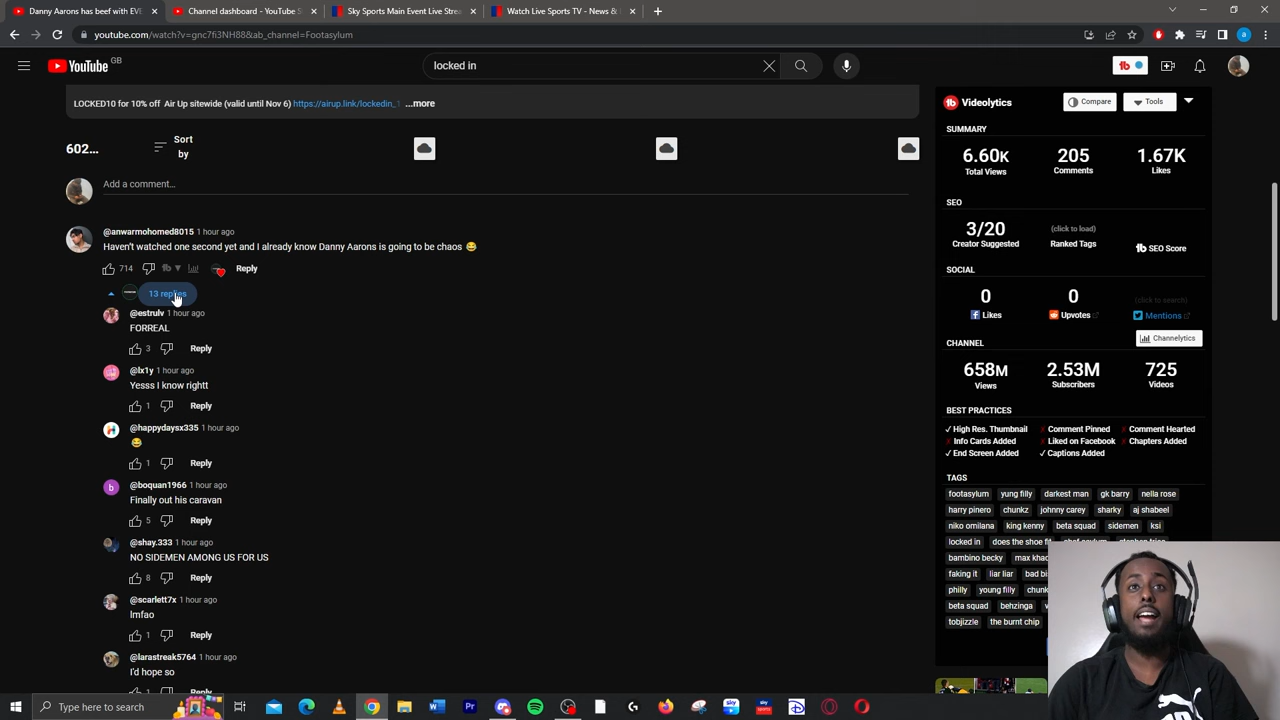 Danny Aarons has beef with EVE
Channel dashboard - YouTube S
Sky Sports Main Event Live Stre
Watch Live Sports TV - News &
youtube.com/watch?v=gnc7fi3NH88&ab_channel=Footasylum
YouTube GB
locked in
LOCKED10 for 10% off Air Up sitewide (valid until Nov 6) https://airup.link/lockedin_1 ...more
602...
Sort
by
Add a comment...
@anwarmohomed8015 1 hour ago
Haven't watched one second yet and I already know Danny Aarons is going to be chaos 😂
714 Reply
13 replies
@estrulv 1 hour ago
FORREAL
3 Reply
@lx1y 1 hour ago
Yesss I know rightt
1 Reply
@happydaysx335 1 hour ago
😂
1 Reply
@boquan1966 1 hour ago
Finally out his caravan
5 Reply
@shay.333 1 hour ago
NO SIDEMEN AMONG US FOR US
8 Reply
@scarlett7x 1 hour ago
lmfao
1 Reply
@larastreak5764 1 hour ago
I'd hope so
1 Reply
Videolytics Compare Tools
SUMMARY
6.60K 205 1.67K
Total Views Comments Likes
SEO
3/20 (click to load)
Creator Suggested Ranked Tags SEO Score
SOCIAL
0 0 (click to search)
Likes Upvotes Mentions
Channelytics
CHANNEL
658M 2.53M 725
Views Subscribers Videos
BEST PRACTICES
✓ High Res. Thumbnail ✗ Comment Pinned ✗ Comment Hearted
✗ Info Cards Added ✗ Liked on Facebook ✗ Chapters Added
✓ End Screen Added ✓ Captions Added
TAGS
footasylum yung filly darkest man gk barry nella rose
harry pinero chunkz johnny carey sharky aj shabeel
niko omilana king kenny beta squad sidemen ksi
locked in does the shoe fit
bambino becky max
faking it liar liar
philly young filly
beta squad behzinga
tobjizzle the burnt chip
Type here to search